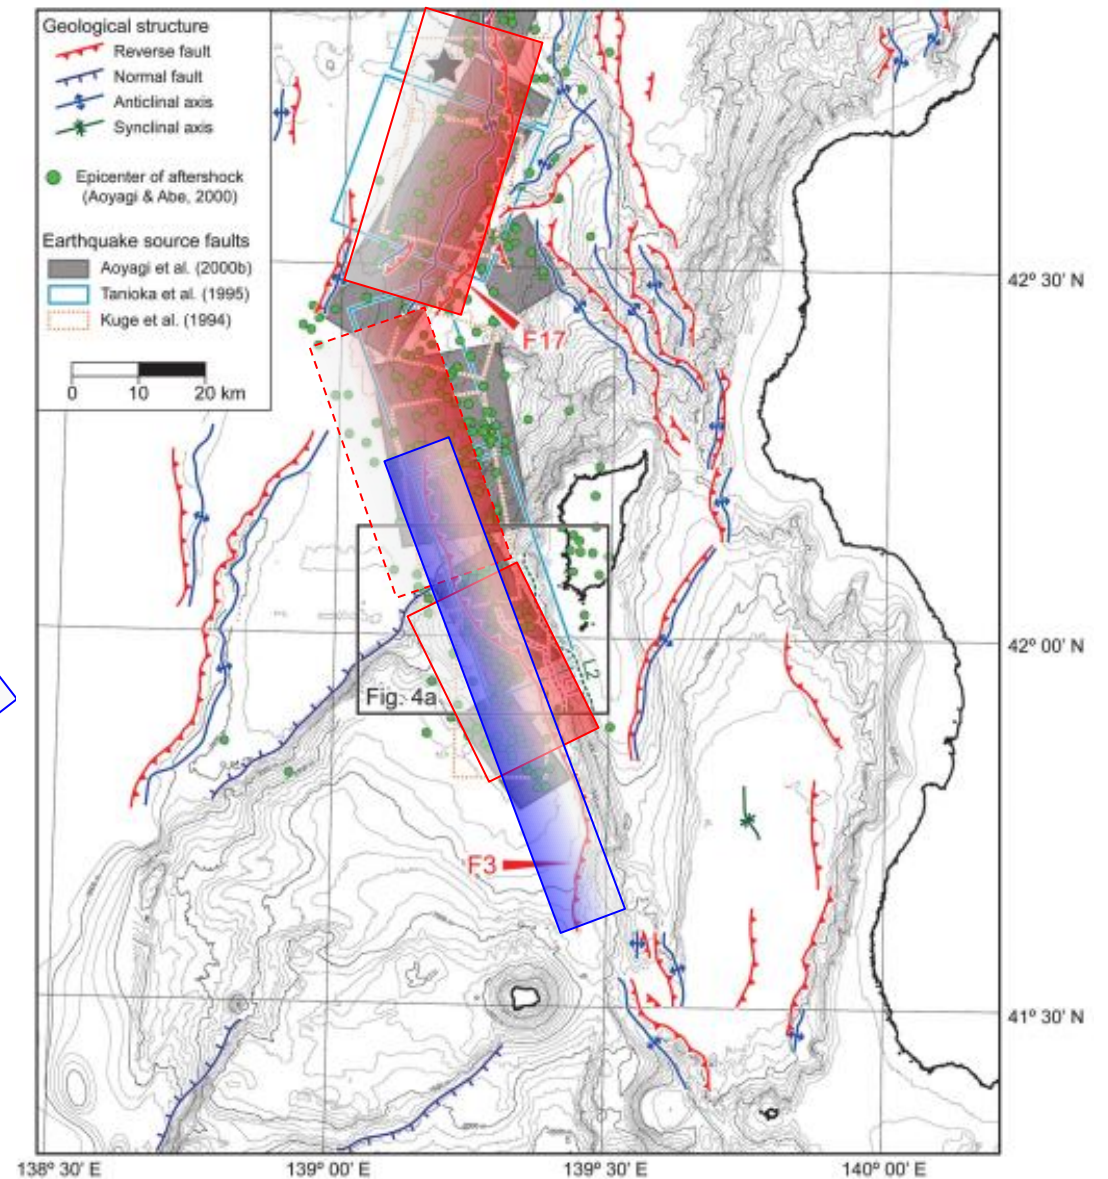 Geological structure
Reverse fault
Normal fault
Anticlinal axis
Synclinal axis
Epicenter of aftershock
(Aoyagi & Abe, 2000)
Earthquake source faults
Aoyagi et al. (2000b)
Tanioka et al. (1995)
Kuge et al. (1994)
0 10 20 km
42° 30' N
F17
42° 00' N
L2
Fig. 4a
F3
41° 30' N
138° 30' E 139° 00' E 139° 30' E 140° 00' E